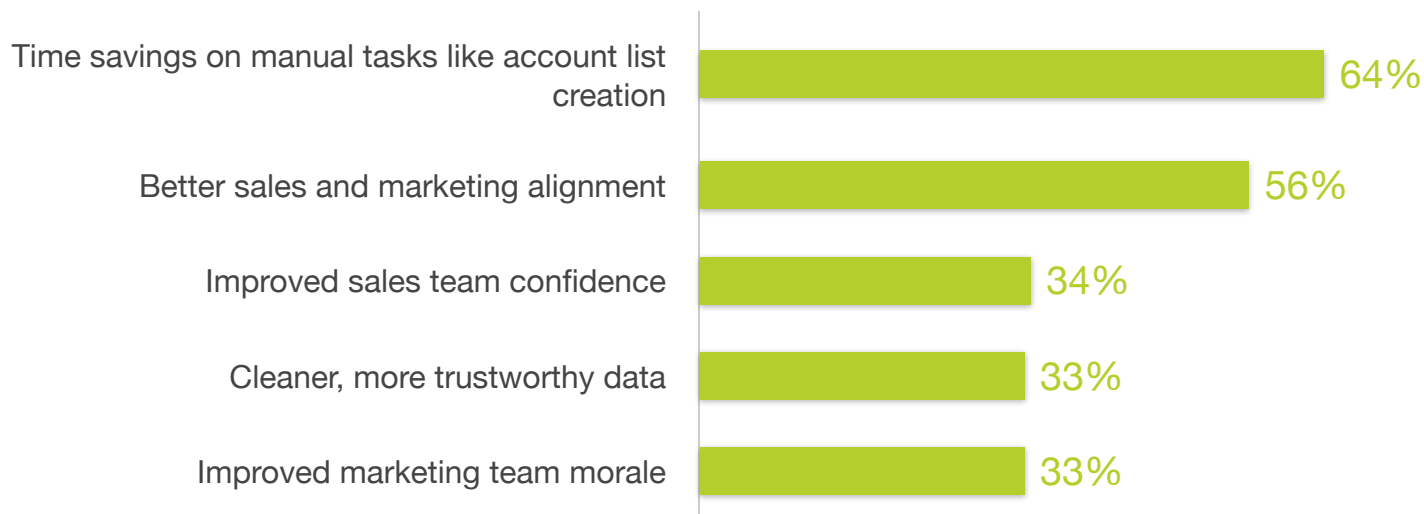 Time savings on manual tasks like account list
creation
64%
Better sales and marketing alignment
56%
Improved sales team confidence
34%
Cleaner, more trustworthy data
33%
Improved marketing team morale
33%